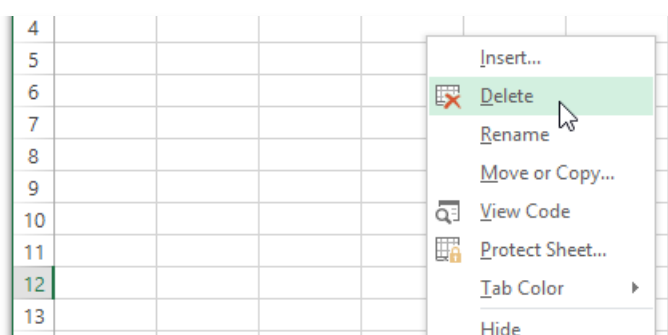 4
5
6
7
8
9
10
11
12
13
Insert...
Delete
Rename
Move or Copy...
View Code
Protect Sheet...
Tab Color
Hide